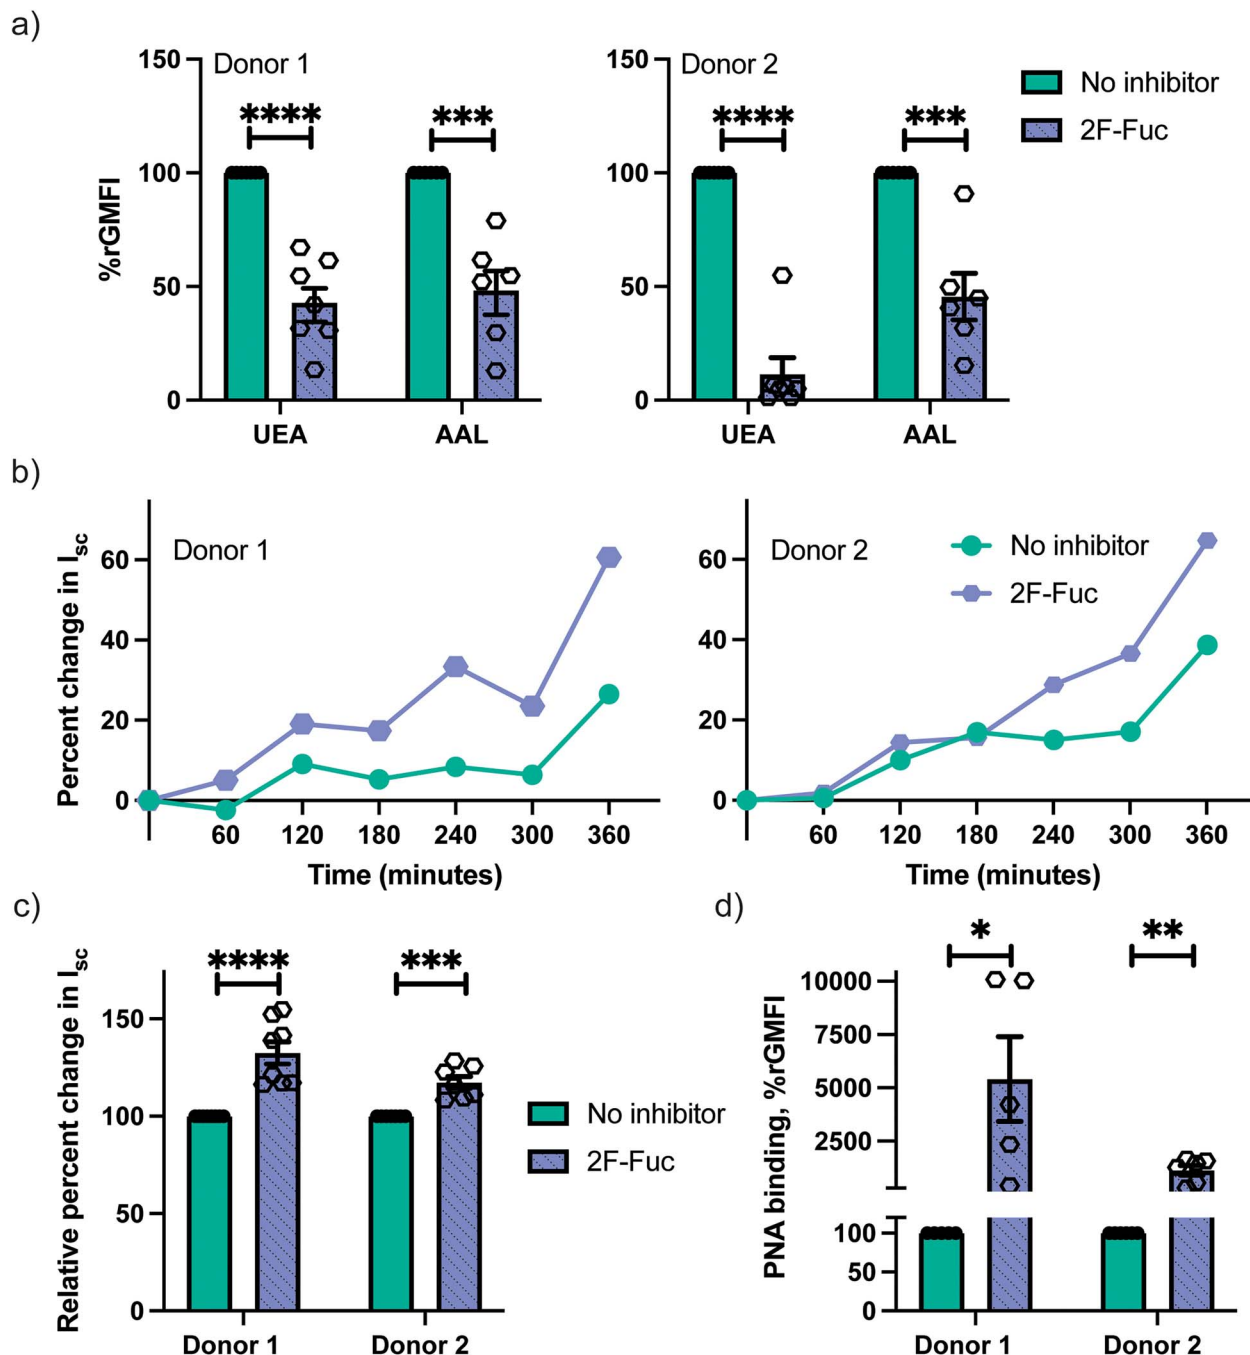 a)
Donor 1
Donor 2
No inhibitor
2F-Fuc
%rGMFI
150
100
50
0
**** ***
UEA AAL
150
100
50
0
**** ***
UEA AAL
b)
Donor 1
Donor 2
No inhibitor
2F-Fuc
Percent change in Isc
60
40
20
0
60 120 180 240 300 360
Time (minutes)
60
40
20
0
60 120 180 240 300 360
Time (minutes)
c)
Relative percent change in Isc
150
100
50
0
**** ***
Donor 1 Donor 2
No inhibitor
2F-Fuc
d)
PNA binding, %rGMFI
10000
7500
5000
2500
100
50
0
* **
Donor 1 Donor 2